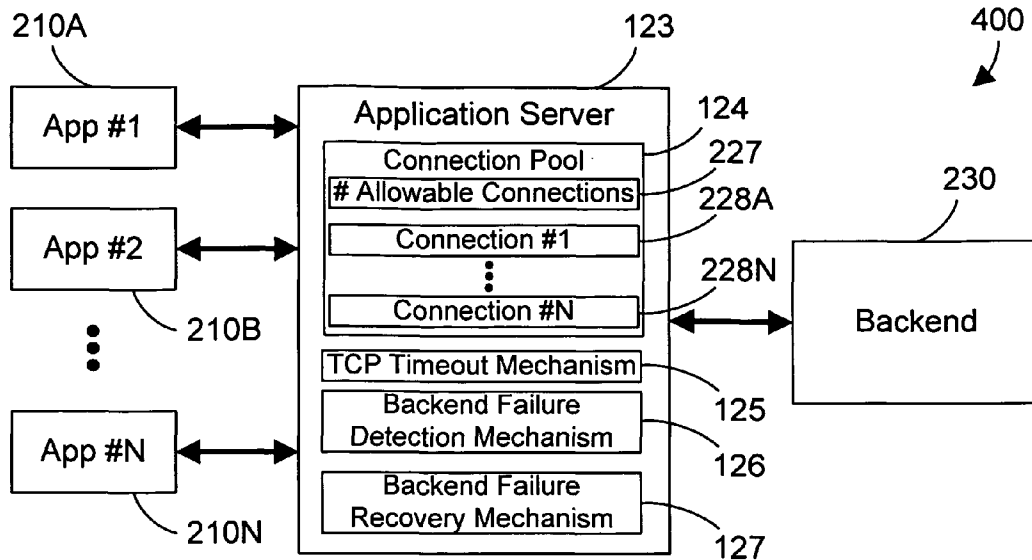 210A
123
400
App #1
Application Server
124
Connection Pool
227
# Allowable Connections
228A
230
App #2
Connection #1
228N
210B
Connection #N
Backend
TCP Timeout Mechanism
125
Backend Failure
Detection Mechanism
126
App #N
Backend Failure
Recovery Mechanism
210N
127